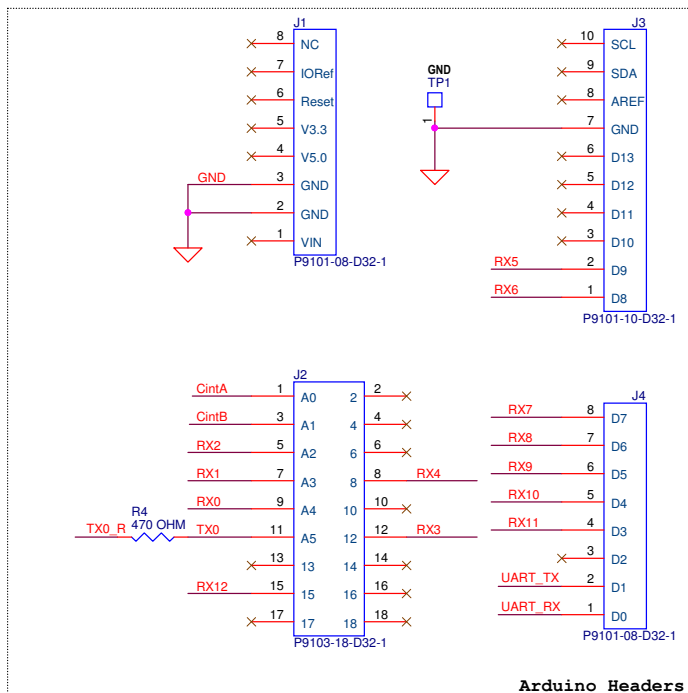 J1
8 NC
7 IORef
6 Reset
5 V3.3
4 V5.0
GND 3 GND
2 GND
1 VIN
P9101-08-D32-1
GND
TP1
1
J3
10 SCL
9 SDA
8 AREF
7 GND
6 D13
5 D12
4 D11
3 D10
RX5 2 D9
RX6 1 D8
P9101-10-D32-1
J2
CintA 1 A0 2 2
CintB 3 A1 4 4
RX2 5 A2 6 6
RX1 7 A3 8 8 RX4
RX0 9 A4 10 10
R4
470 OHM
TX0_R TX0 11 A5 12 12 RX3
13 13 14 14
RX12 15 15 16 16
17 17 18 18
P9103-18-D32-1
J4
RX7 8 D7
RX8 7 D6
RX9 6 D5
RX10 5 D4
RX11 4 D3
3 D2
UART_TX 2 D1
UART_RX 1 D0
P9101-08-D32-1
Arduino Headers